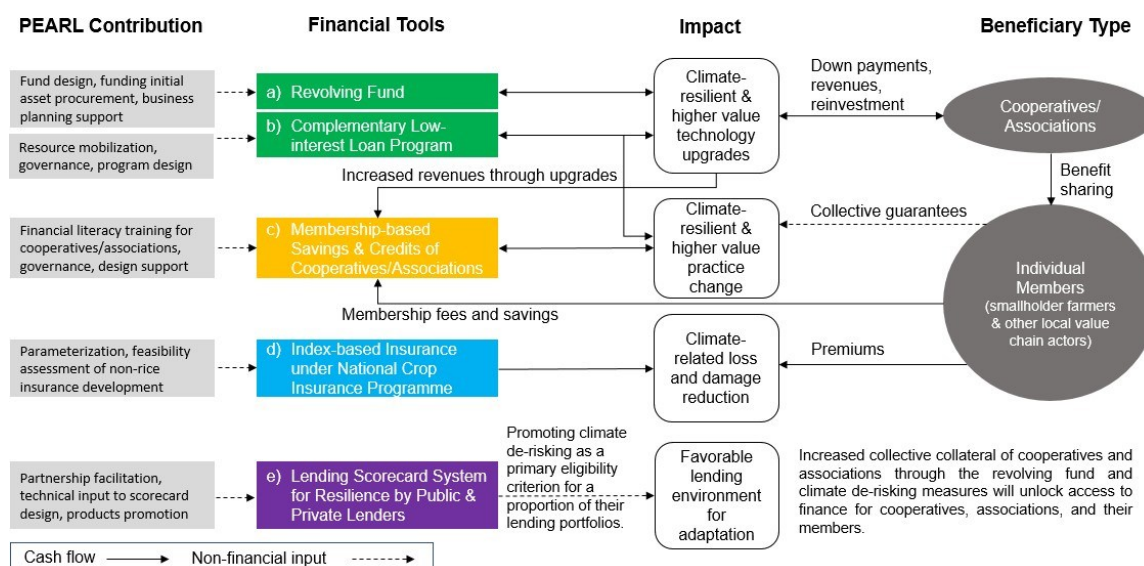 PEARL Contribution
Financial Tools
Impact
Beneficiary Type
Fund design, funding initial
asset procurement, business
planning support
a) Revolving Fund
Climate-
resilient &
higher value
technology
upgrades
Down payments,
revenues,
reinvestment
Cooperatives/
Associations
Resource mobilization,
governance, program design
b) Complementary Low-
interest Loan Program
Increased revenues through upgrades
Benefit
sharing
Financial literacy training for
cooperatives/associations,
governance, design support
c) Membership-based
Savings & Credits of
Cooperatives/Associations
Climate-
resilient &
higher value
practice
change
Collective guarantees
Individual
Members
(smallholder farmers
& other local value
chain actors)
Membership fees and savings
Parameterization, feasibility
assessment of non-rice
insurance development
d) Index-based Insurance
under National Crop
Insurance Programme
Climate-
related loss
and damage
reduction
Premiums
Partnership facilitation,
technical input to scorecard
design, products promotion
e) Lending Scorecard System
for Resilience by Public &
Private Lenders
Promoting climate
de-risking as a
primary eligibility
criterion for a
proportion of their
lending portfolios.
Favorable
lending
environment
for
adaptation
Increased collective collateral of cooperatives and
associations through the revolving fund and
climate de-risking measures will unlock access to
finance for cooperatives, associations, and their
members.
Cash flow
Non-financial input